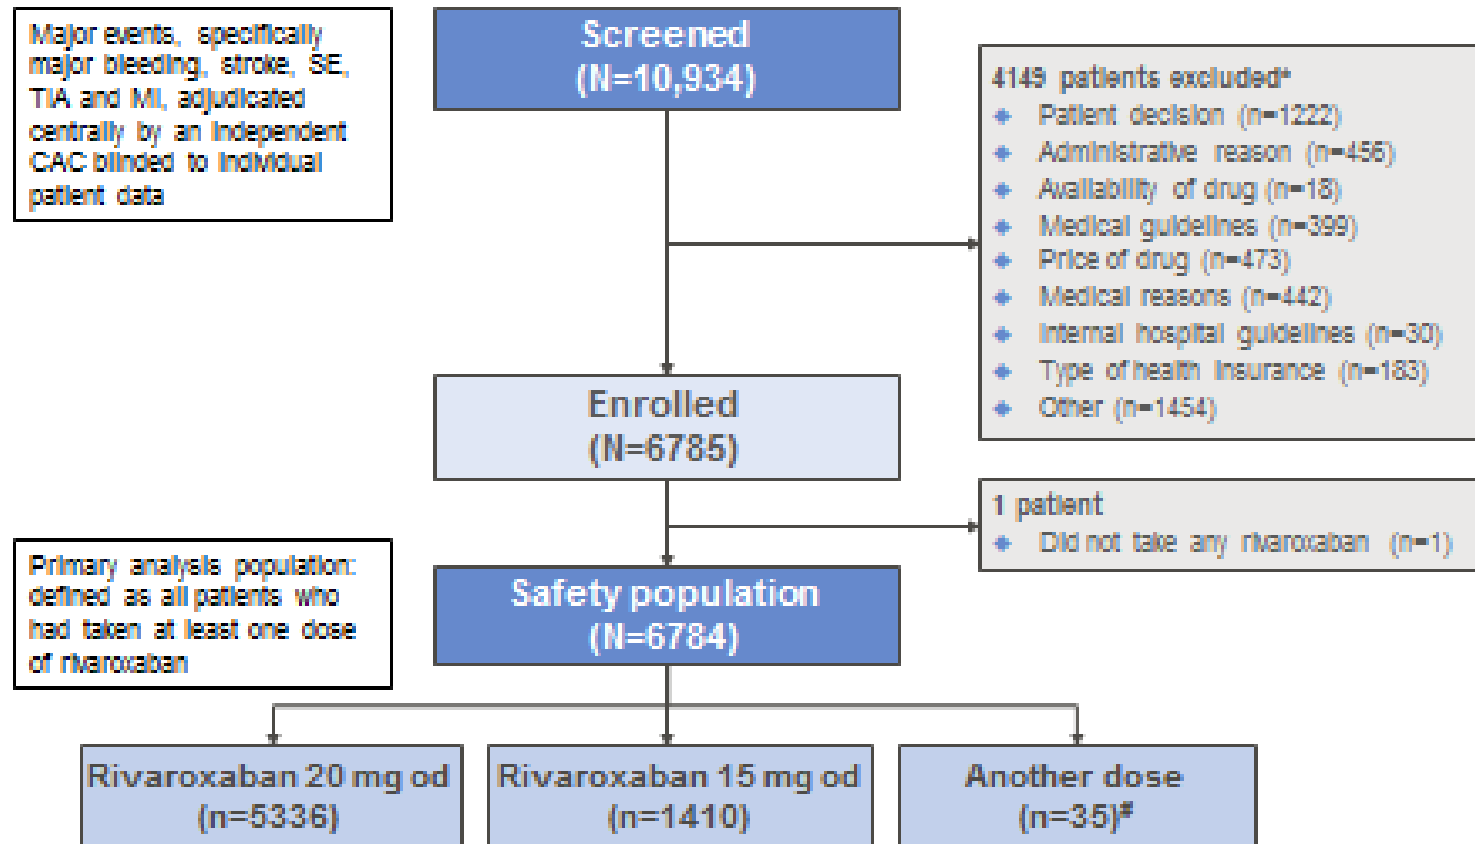 Major events, specifically
major bleeding, stroke, SE,
TIA and MI, adjudicated
centrally by an independent
CAC blinded to individual
patient data
Screened
(N=10,934)
4149 patients excluded*
Patient decision (n=1222)
Administrative reason (n=456)
Availability of drug (n=18)
Medical guidelines (n=399)
Price of drug (n=473)
Medical reasons (n=442)
Internal hospital guidelines (n=30)
Type of health insurance (n=183)
Other (n=1454)
Enrolled
(N=6785)
1 patient
Did not take any rivaroxaban (n=1)
Primary analysis population:
defined as all patients who
had taken at least one dose
of rivaroxaban
Safety population
(N=6784)
Rivaroxaban 20 mg od
(n=5336)
Rivaroxaban 15 mg od
(n=1410)
Another dose
(n=35)#